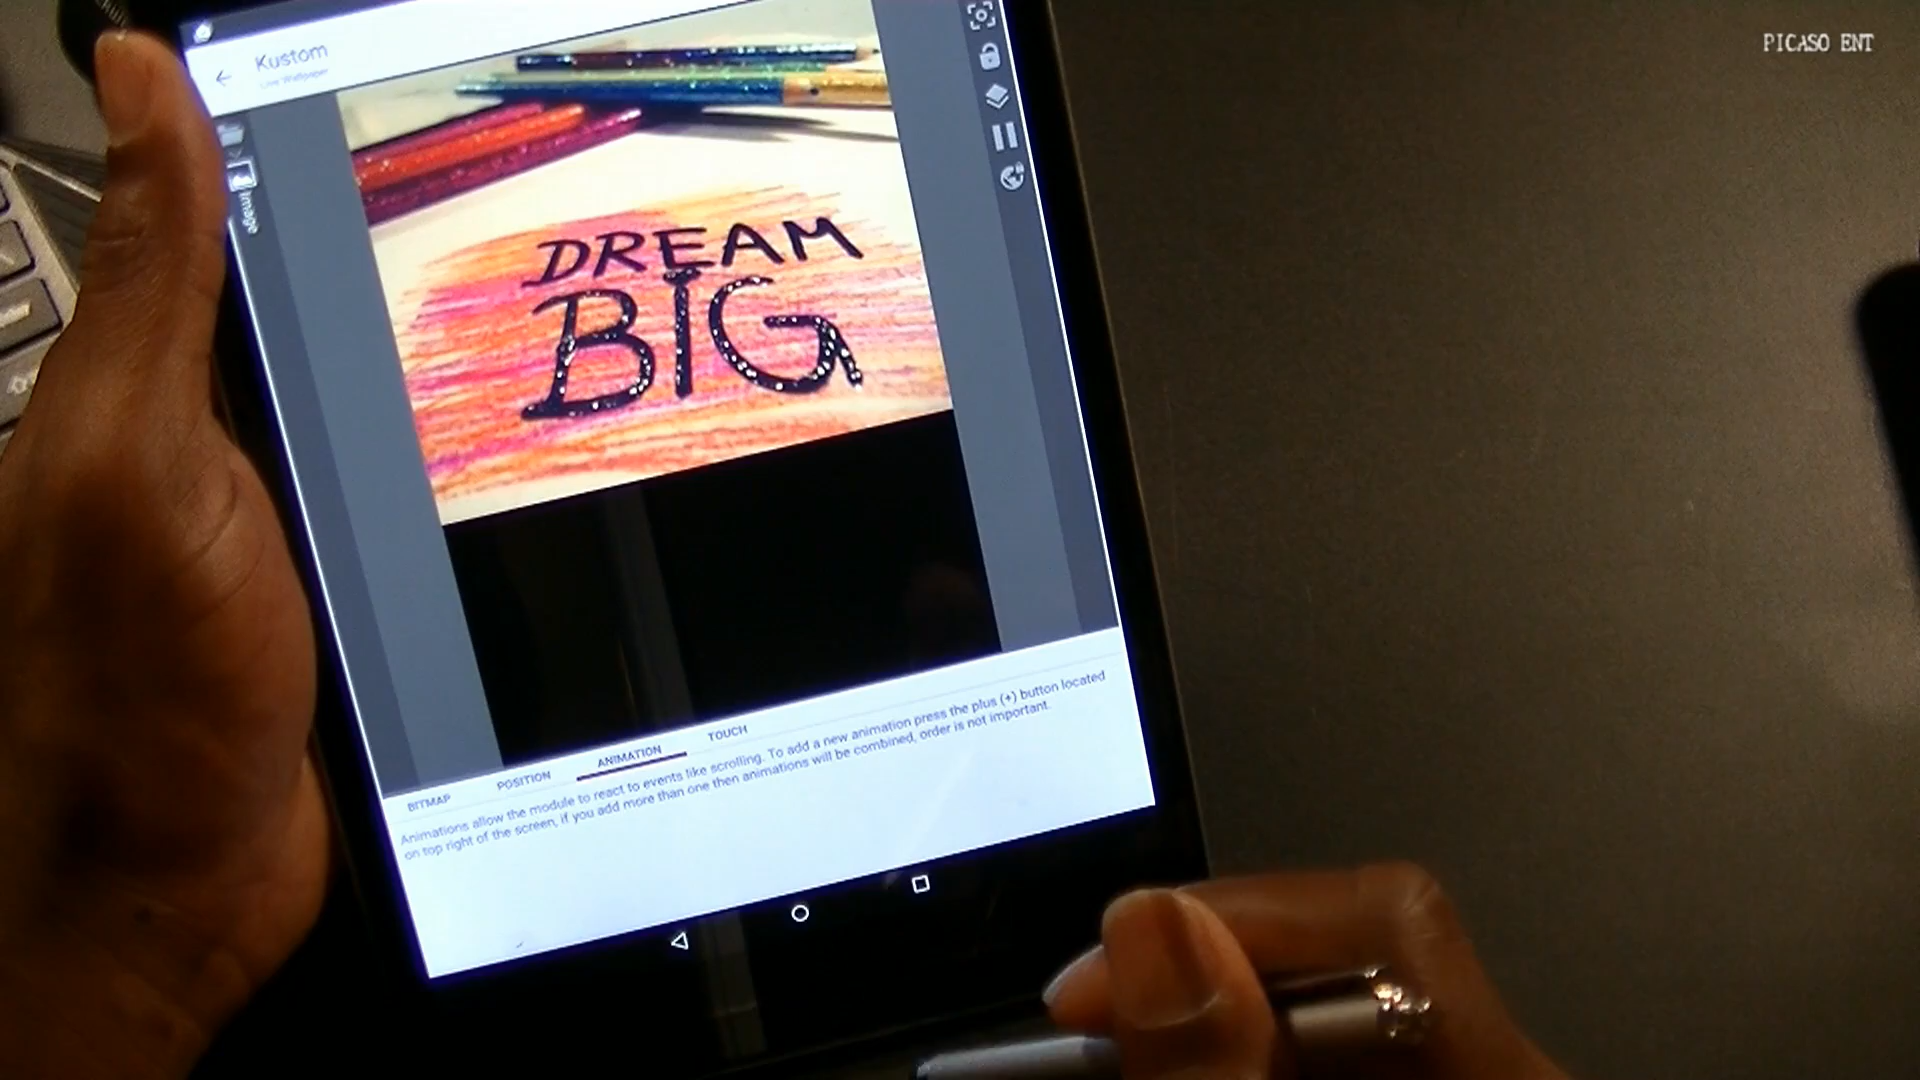 PICASO ENT
Kustom
Live Wallpaper
Image
DREAM
BIG
BITMAP POSITION ANIMATION TOUCH
Animations allow the module to react to events like scrolling. To add a new animation press the plus (+) button located
on top right of the screen, if you add more than one then animations will be combined, order is not important.